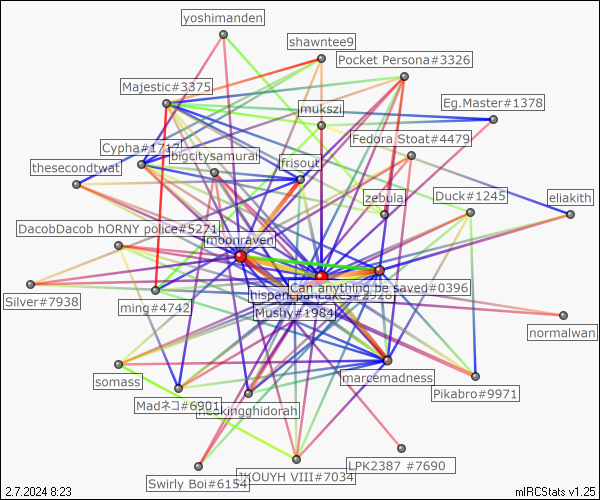 yoshimanden
shawntee9
Pocket Persona#3326
Majestic#3375
Eg.Master#1378
mukszi
Fedora Stoat#4479
Cypha#1717
bigcitysamurai
frisout
thesecondtwat
zebula
Duck#1245
eliakith
DacobDacob hORNY police#5271
moonraven
Can anything be saved#0396
hispanicpancakes#2928
Silver#7938
ming#4742
Mushy#1984
normalwan
somass
marcemadness
Madネコ#6901
heckingghidorah
Pikabro#9971
Swirly Boi#6154
KOUYH VIII#7034
LPK2387 #7690
2.7.2024 8:23
mIRCStats v1.25